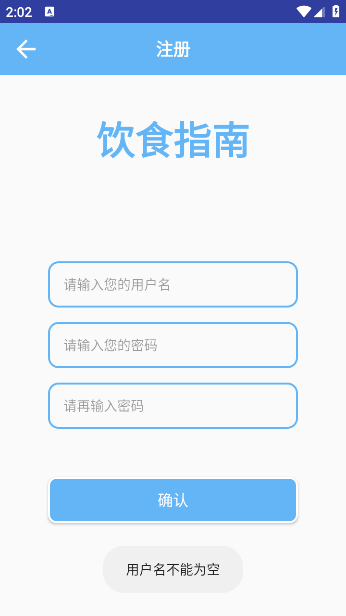 2:02
注册
饮食指南
请输入您的用户名
请输入您的密码
请再输入密码
确认
用户名不能为空